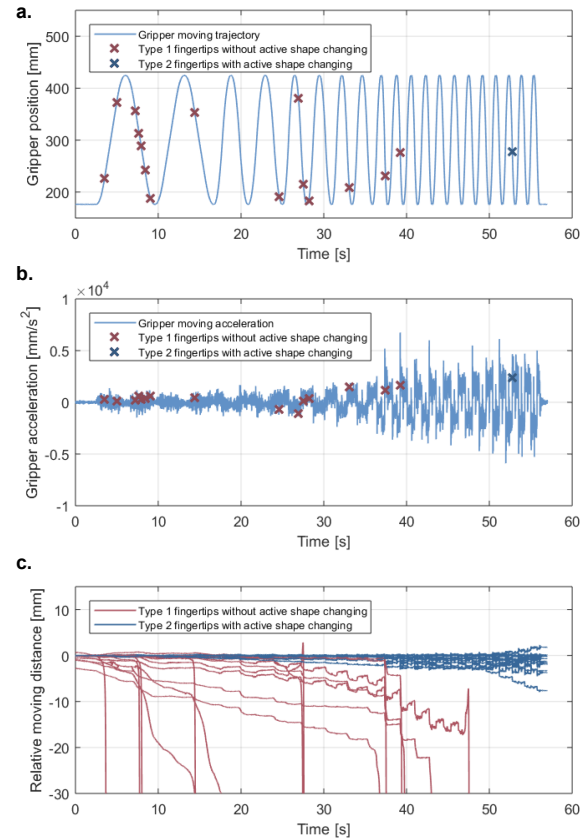 a.
Gripper position [mm]
500
400
300
200
Gripper moving trajectory
Type 1 fingertips without active shape changing
Type 2 fingertips with active shape changing
0 10 20 30 40 50 60
Time [s]
b.
×10⁴
Gripper acceleration [mm/s²]
1
0.5
0
-0.5
-1
Gripper moving acceleration
Type 1 fingertips without active shape changing
Type 2 fingertips with active shape changing
0 10 20 30 40 50 60
Time [s]
c.
Relative moving distance [mm]
10
0
-10
-20
-30
Type 1 fingertips without active shape changing
Type 2 fingertips with active shape changing
0 10 20 30 40 50 60
Time [s]